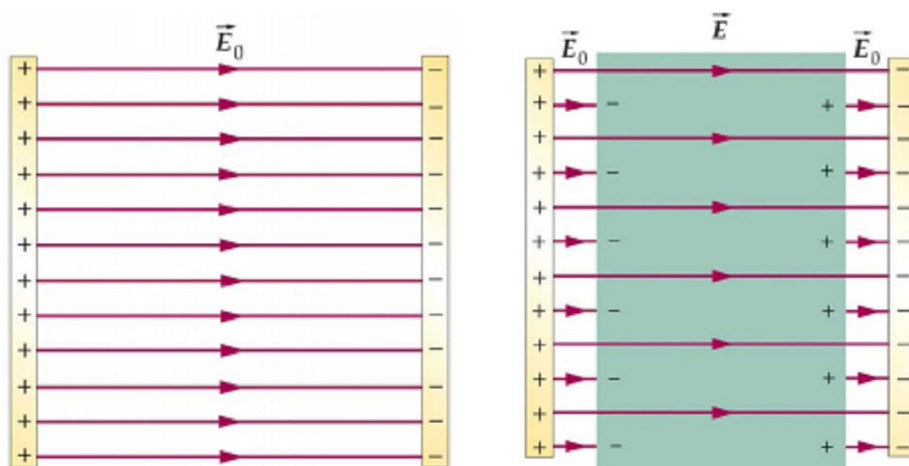 E⃗₀
E⃗₀ E⃗ E⃗₀
+ −
+ −
+ −
+ −
+ −
+ −
+ −
+ −
+ −
+ −
+ −
+ −
+ −
+ − + −
+ −
+ − + −
+ −
+ − + −
+ −
+ − + −
+ −
+ − + −
+ −
+ − + −